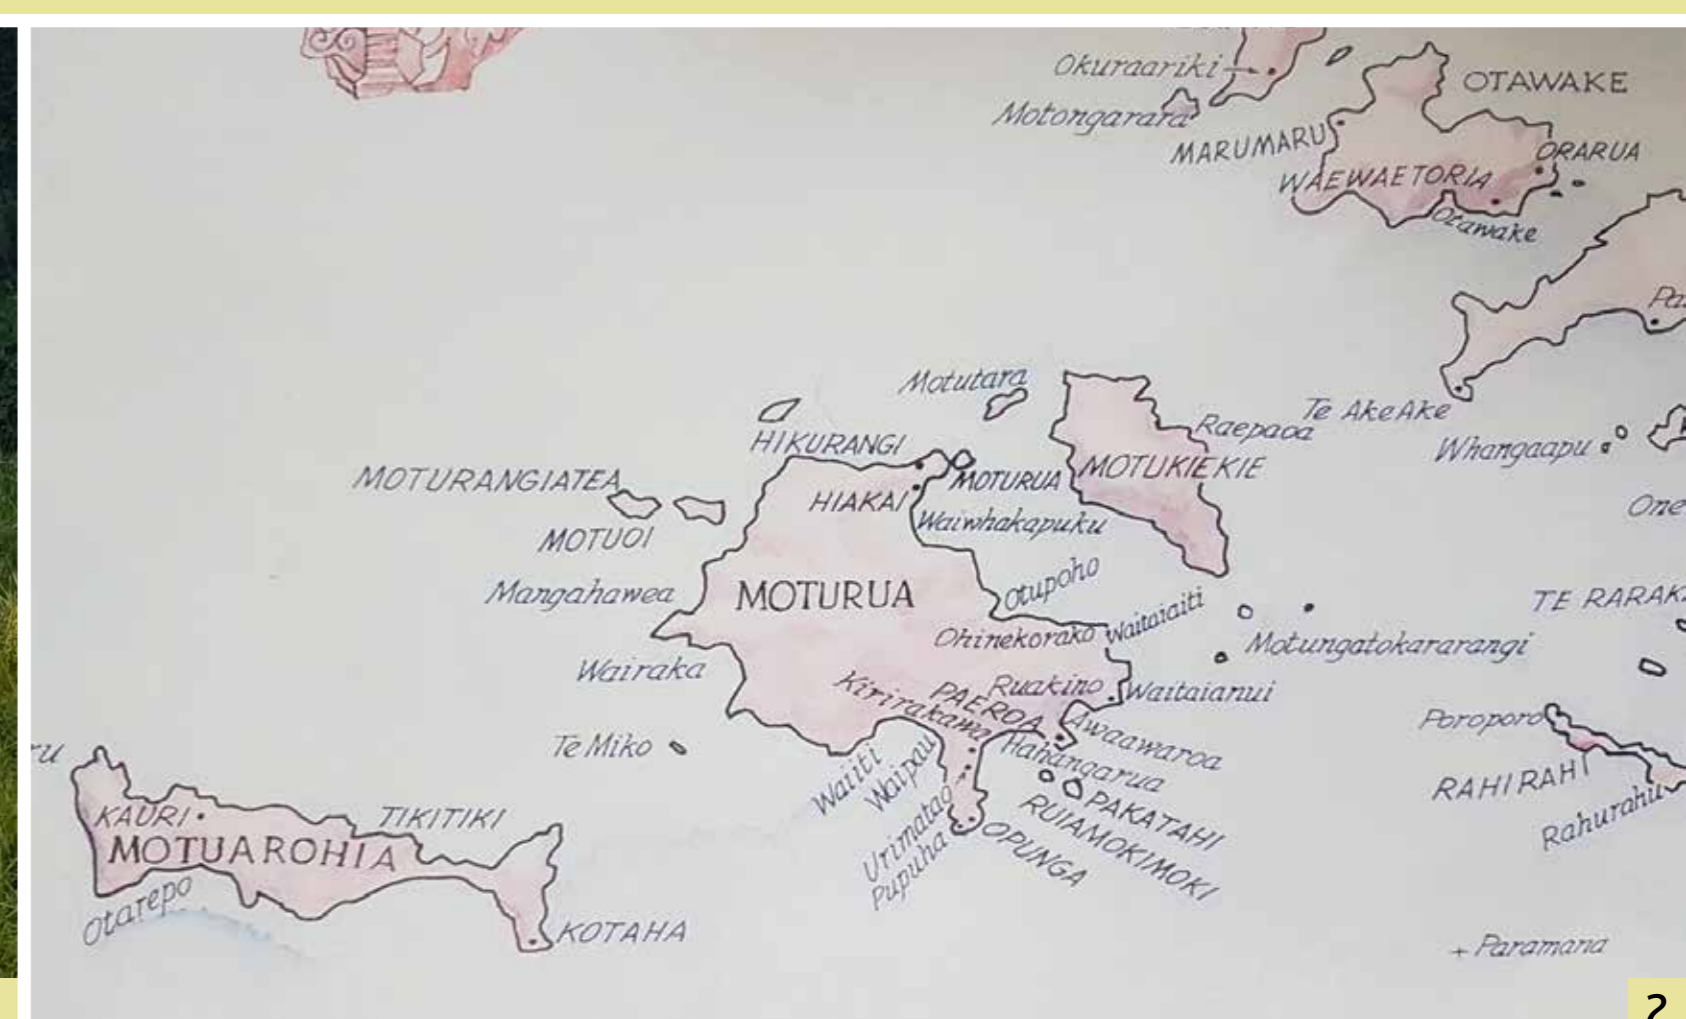 Okuraariki
OTAWAKE
Motongarara
MARUMARU
ORARUA
WAEWAETORIA
Otawake
Motutara
Te AkeAke
Raepaoa
HIKURANGI
Whangaapu
MOTUKIEKIE
MOTURANGIATEA
MOTURUA
HIAKAI
Waiwhakapuku
MOTUOI
Otupoho
Mangahawea
MOTURUA
Waitaiaiti
Ohinekorako
Motungatokararangi
Wairaka
Ruakino
Waitaianui
Kirirakawa
PAEROA
Awaawaroa
Poroporo
Te Miko
Hahangarua
Waiiti
Waipau
RAHIRAHI
PAKATAHI
RUIAMOKIMOKI
Rahurahu
KAURI
TIKITIKI
MOTUAROHIA
Urimatao
Pupuha
OPUNGA
Otarepo
KOTAHA
Paramana
2